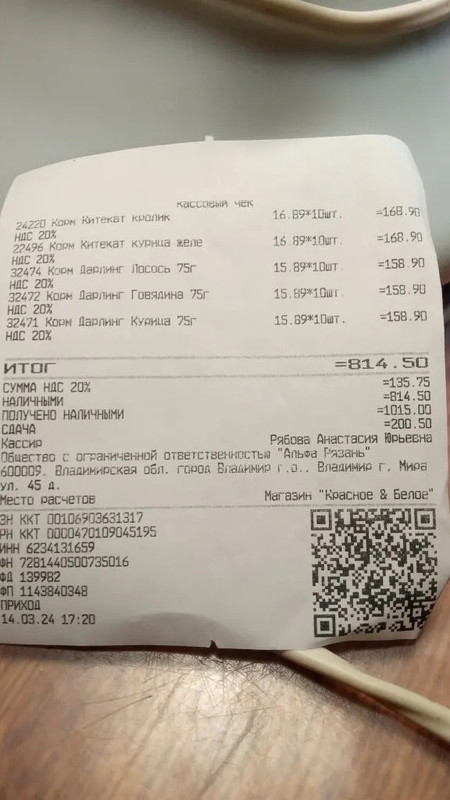 Кассовый чек
24220 Корм Китекат кролик 16.89*10шт. =168.90
НДС 20%
22496 Корм Китекат курица желе 16.89*10шт. =168.90
НДС 20%
32474 Корм Дарлинг Лосось 75г 15.89*10шт. =158.90
НДС 20%
32472 Корм Дарлинг Говядина 75г 15.89*10шт. =158.90
НДС 20%
32471 Корм Дарлинг Курица 75г 15.89*10шт. =158.90
НДС 20%
ИТОГ =814.50
СУММА НДС 20% =135.75
НАЛИЧНЫМИ =814.50
ПОЛУЧЕНО НАЛИЧНЫМИ =1015.00
СДАЧА =200.50
Кассир Рябова Анастасия Юрьевна
Общество с ограниченной ответственностью "Альфа Рязань"
600009, Владимирская обл. город Владимир г.о., Владимир г. Мира
ул. 45 д.
Место расчетов Магазин "Красное & Белое"
ЗН ККТ 00106903631317
РН ККТ 0000470109045195
ИНН 6234131659
ФН 7281440500735016
ФД 139982
ФП 1143840348
ПРИХОД
14.03.24 17:20